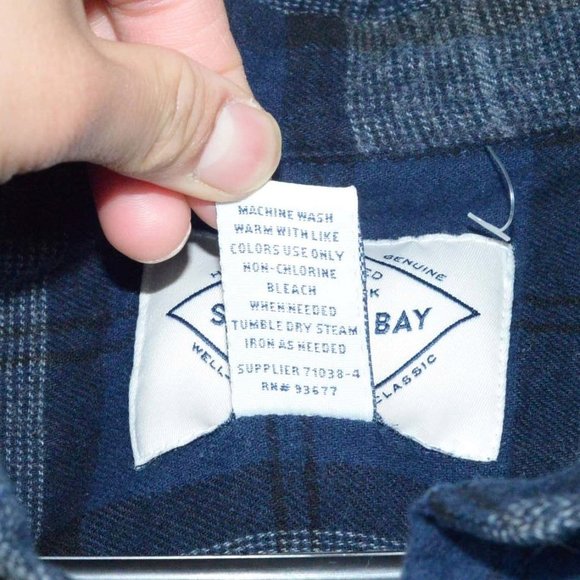 MACHINE WASH
WARM WITH LIKE
COLORS USE ONLY
NON-CHLORINE
BLEACH
WHEN NEEDED
TUMBLE DRY STEAM
IRON AS NEEDED
SUPPLIER 71038-4
RN# 93677
GENUINE
BAY
CLASSIC